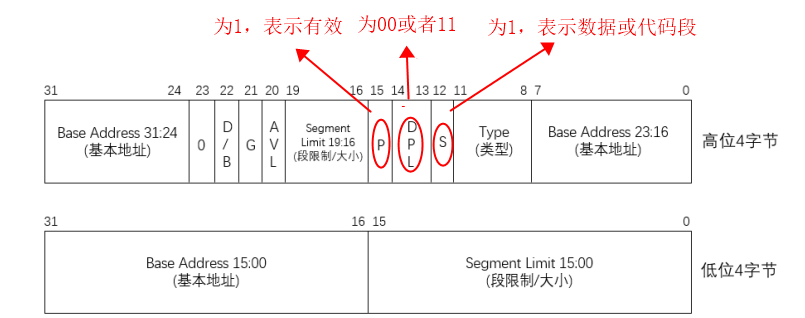 为1，表示有效
为00或者11
为1，表示数据或代码段
31 24 23 22 21 20 19 16 15 14 13 12 11 8 7 0
Base Address 31:24
(基本地址)
0
D/B
G
AVL
Segment
Limit 19:16
(段限制/大小)
P
DPL
S
Type
(类型)
Base Address 23:16
(基本地址)
高位4字节
31 16 15 0
Base Address 15:00
(基本地址)
Segment Limit 15:00
(段限制/大小)
低位4字节